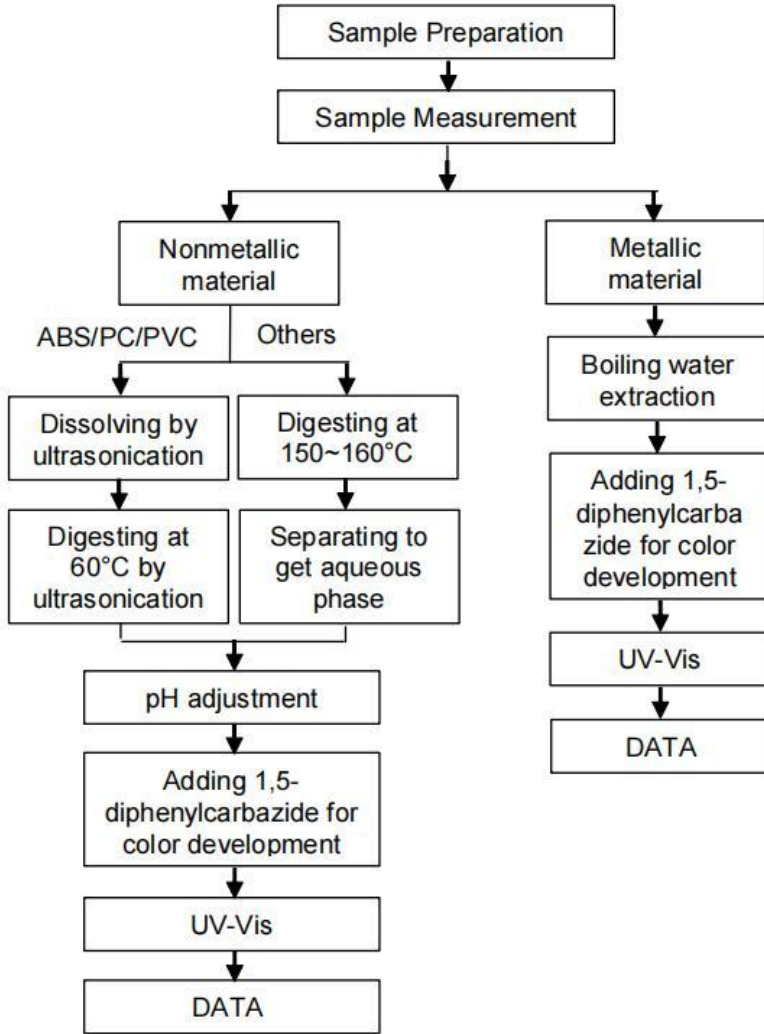 Sample Preparation
Sample Measurement
Nonmetallic
material
ABS/PC/PVC
Others
Dissolving by
ultrasonication
Digesting at
150~160°C
Digesting at
60°C by
ultrasonication
Separating to
get aqueous
phase
pH adjustment
Adding 1,5-
diphenylcarbazide for
color development
UV-Vis
DATA
Metallic
material
Boiling water
extraction
Adding 1,5-
diphenylcarba
zide for color
development
UV-Vis
DATA